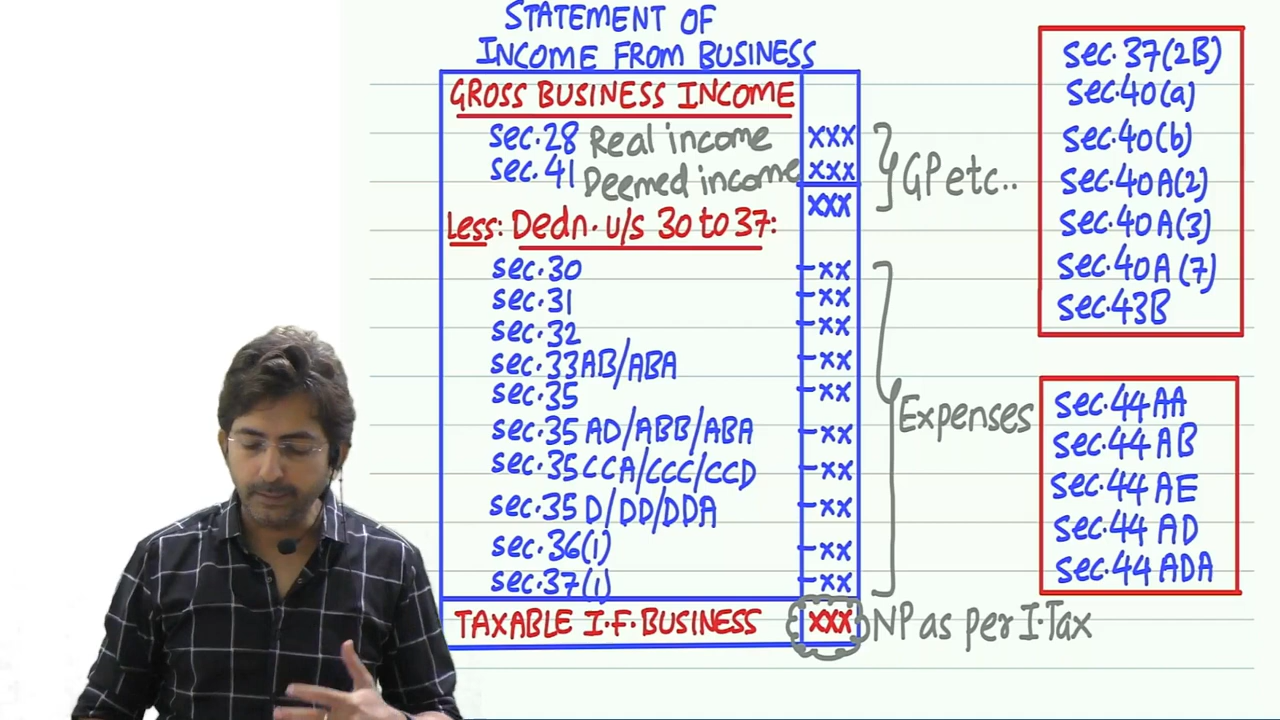 STATEMENT OF
INCOME FROM BUSINESS
GROSS BUSINESS INCOME
sec.28 Real income xxx
sec.41 Deemed income xxx
GP etc..
xxx
Less: Dedn. u/s 30 to 37:
sec.30 -xx
sec.31 -xx
sec.32 -xx
sec.33AB/ABA -xx
sec.35 -xx
sec.35 AD/ABB/ABA -xx
sec.35 CCA/CCC/CCD -xx
sec.35 D/DD/DDA -xx
sec.36(1) -xx
sec.37(1) -xx
Expenses
TAXABLE I.F. BUSINESS xxx NP as per I.Tax
sec.37(2B)
sec.40(a)
sec.40(b)
sec.40A(2)
sec.40A(3)
sec.40A(7)
sec.43B
sec.44AA
sec.44AB
sec.44AE
sec.44AD
sec.44ADA